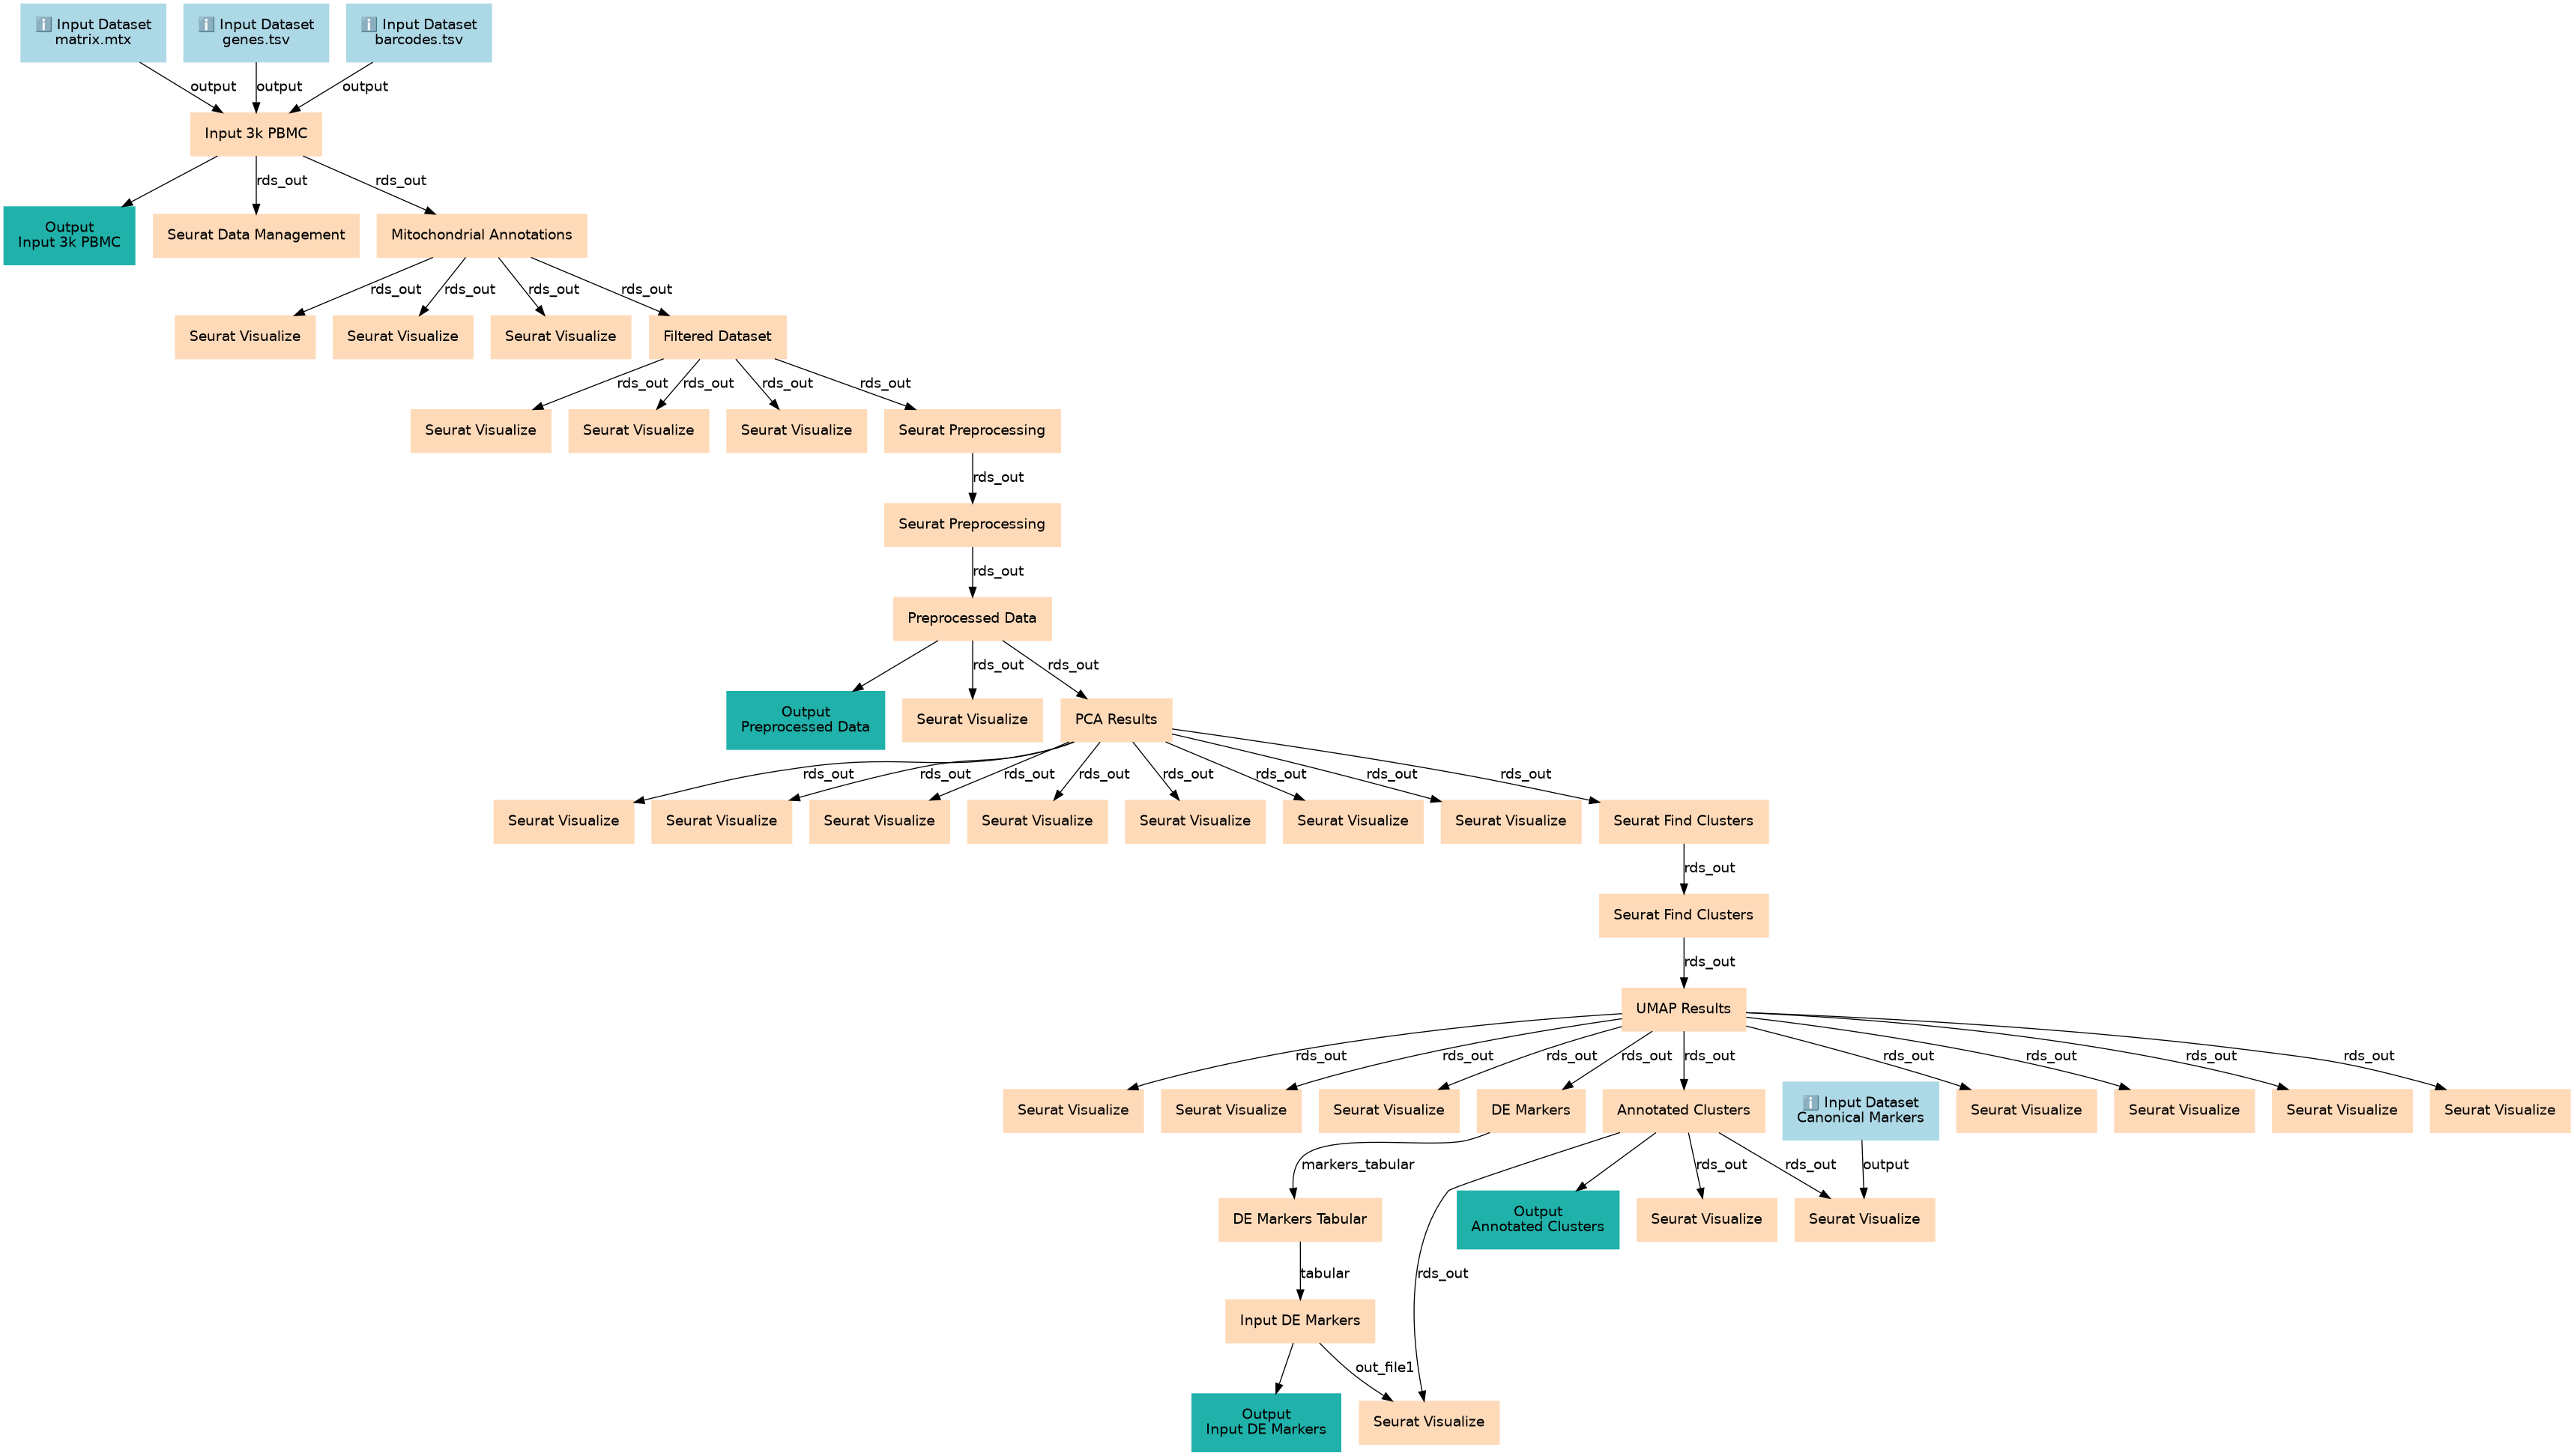 ℹ️ Input Dataset
matrix.mtx
ℹ️ Input Dataset
genes.tsv
ℹ️ Input Dataset
barcodes.tsv
output
output
output
Input 3k PBMC
rds_out
rds_out
Output
Input 3k PBMC
Seurat Data Management
Mitochondrial Annotations
rds_out
rds_out
rds_out
rds_out
Seurat Visualize
Seurat Visualize
Seurat Visualize
Filtered Dataset
rds_out
rds_out
rds_out
rds_out
Seurat Visualize
Seurat Visualize
Seurat Visualize
Seurat Preprocessing
rds_out
Seurat Preprocessing
rds_out
Preprocessed Data
rds_out
rds_out
Output
Preprocessed Data
Seurat Visualize
PCA Results
rds_out
rds_out
rds_out
rds_out
rds_out
rds_out
rds_out
rds_out
Seurat Visualize
Seurat Visualize
Seurat Visualize
Seurat Visualize
Seurat Visualize
Seurat Visualize
Seurat Visualize
Seurat Find Clusters
rds_out
Seurat Find Clusters
rds_out
UMAP Results
rds_out
rds_out
rds_out
rds_out
rds_out
rds_out
rds_out
rds_out
rds_out
Seurat Visualize
Seurat Visualize
Seurat Visualize
DE Markers
Annotated Clusters
ℹ️ Input Dataset
Canonical Markers
Seurat Visualize
Seurat Visualize
Seurat Visualize
Seurat Visualize
markers_tabular
rds_out
rds_out
output
DE Markers Tabular
Output
Annotated Clusters
Seurat Visualize
Seurat Visualize
tabular
rds_out
Input DE Markers
out_file1
Output
Input DE Markers
Seurat Visualize